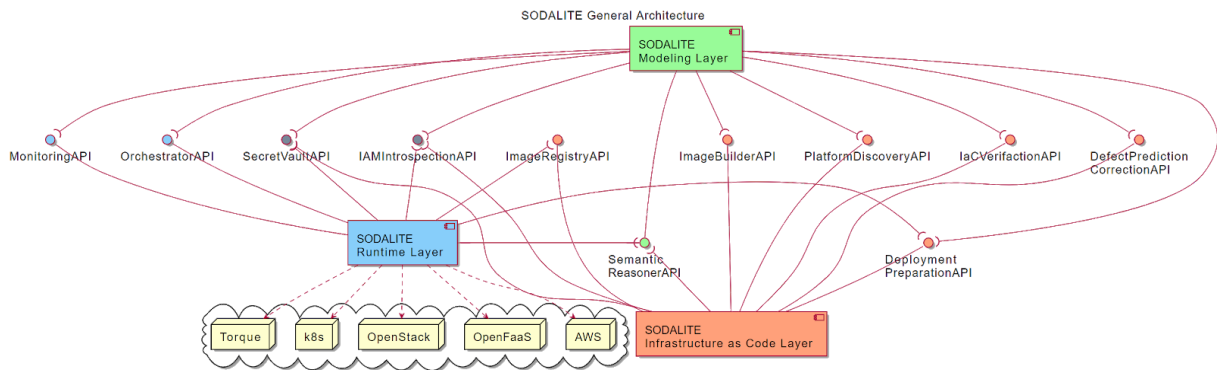 SODALITE General Architecture
SODALITE
Modeling Layer
MonitoringAPI
OrchestratorAPI
SecretVaultAPI
IAMIntrospectionAPI
ImageRegistryAPI
ImageBuilderAPI
PlatformDiscoveryAPI
IaCVerifactionAPI
DefectPrediction
CorrectionAPI
SODALITE
Runtime Layer
Semantic
ReasonerAPI
Deployment
PreparationAPI
Torque
k8s
OpenStack
OpenFaaS
AWS
SODALITE
Infrastructure as Code Layer